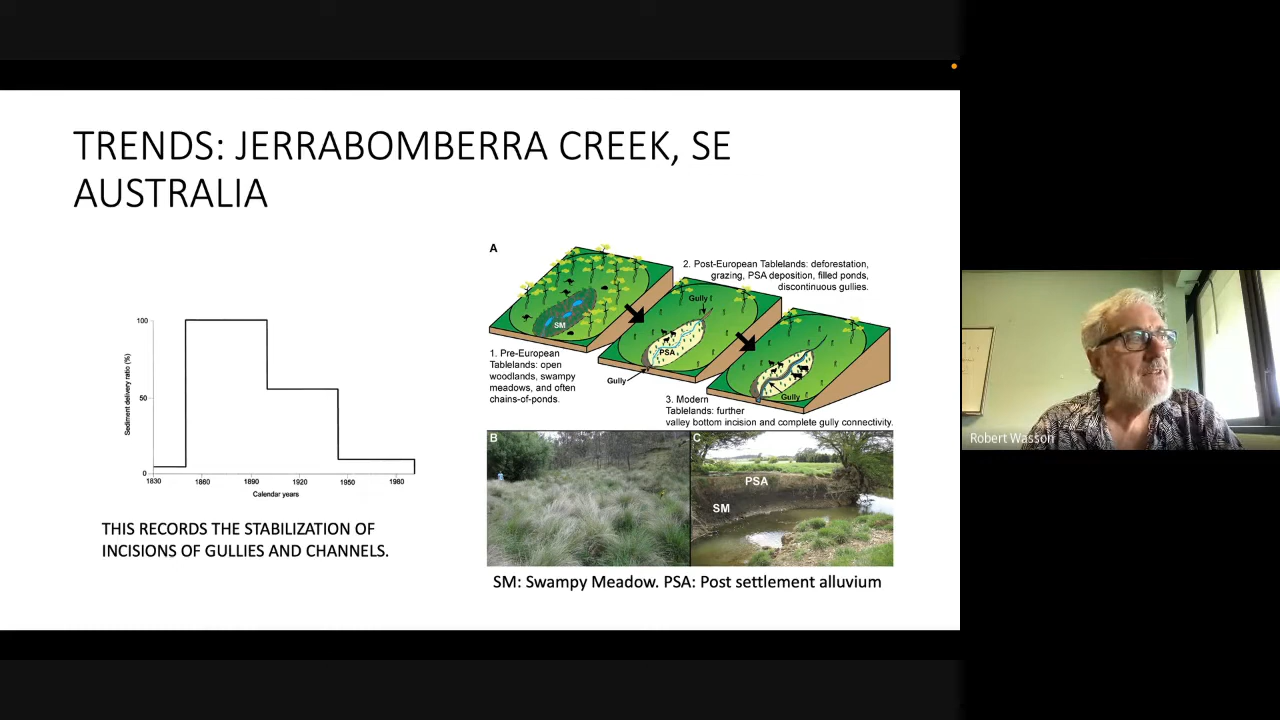 TRENDS: JERRABOMBERRA CREEK, SE
AUSTRALIA
100
50
0
Sediment delivery ratio (%)
1830
1860
1890
1920
1950
1980
Calendar years
THIS RECORDS THE STABILIZATION OF
INCISIONS OF GULLIES AND CHANNELS.
A
2. Post-European Tablelands: deforestation,
grazing, PSA deposition, filled ponds,
discontinuous gullies.
SM
Gully
PSA
Gully
Gully
1. Pre-European
Tablelands: open
woodlands, swampy
meadows, and often
chains-of-ponds.
3. Modern
Tablelands: further
valley bottom incision and complete gully connectivity.
B
C
PSA
SM
SM: Swampy Meadow. PSA: Post settlement alluvium
Robert Wasson